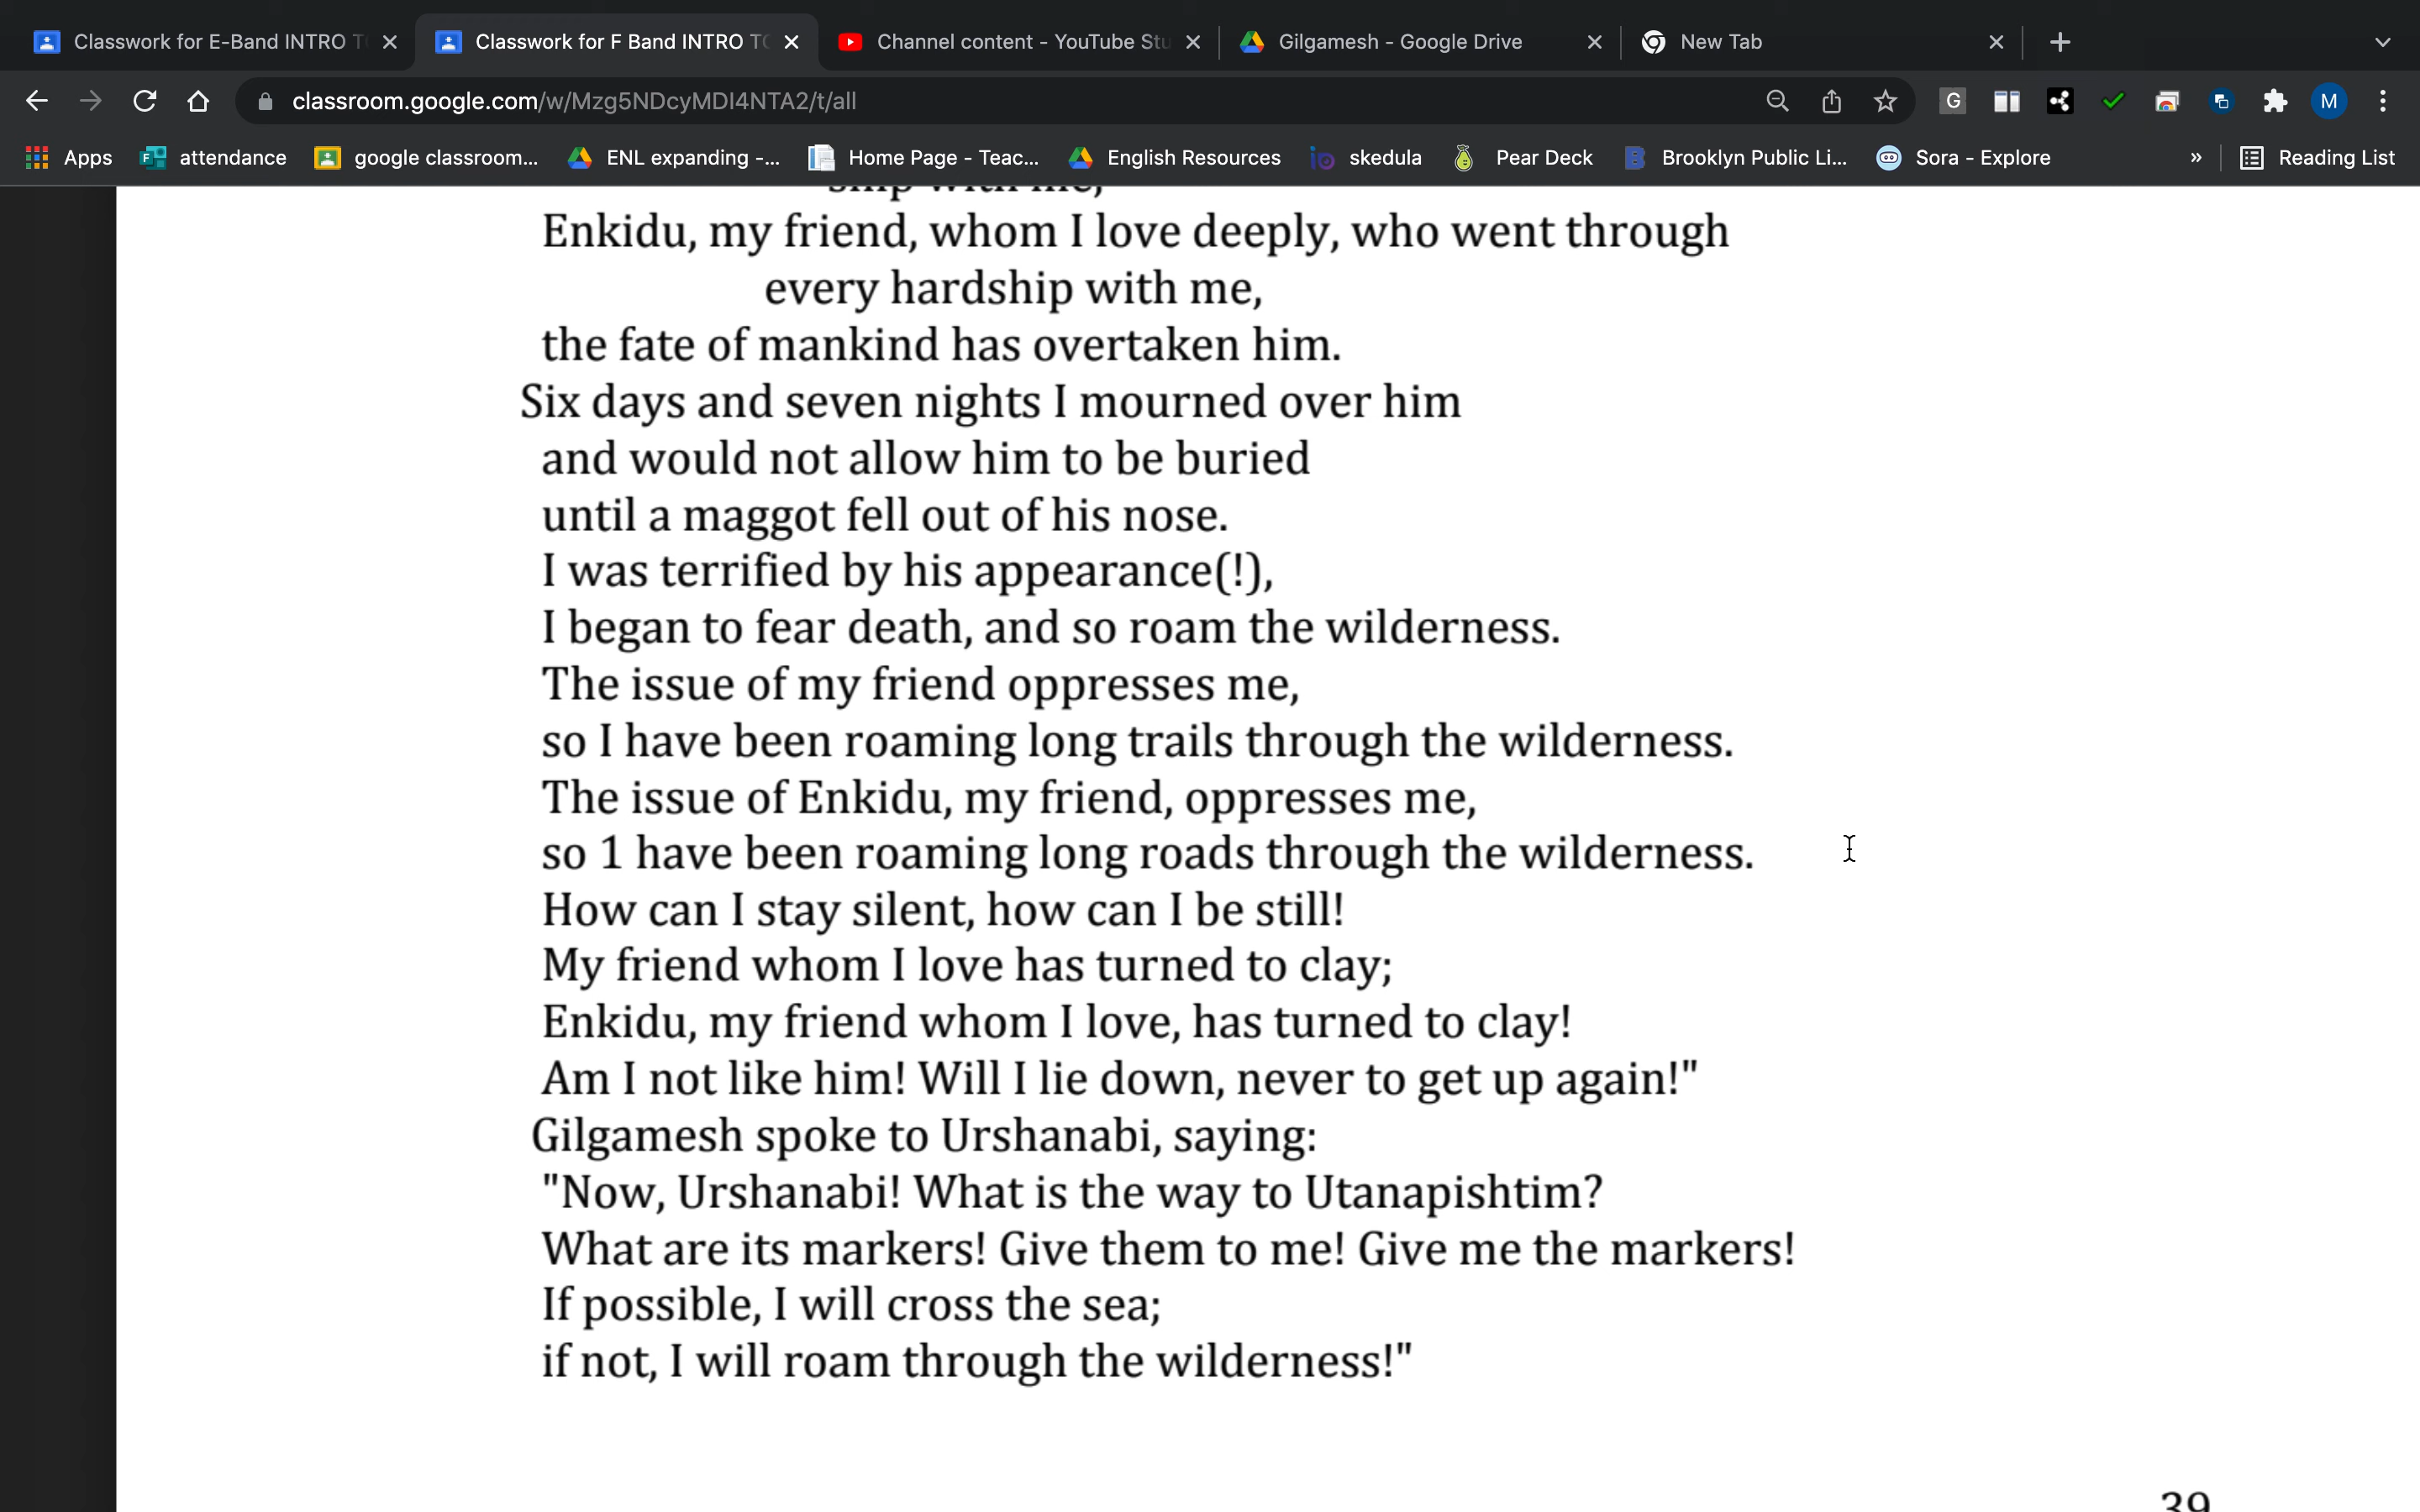 Classwork for E-Band INTRO T
Classwork for F Band INTRO TO
Channel content - YouTube Stu
Gilgamesh - Google Drive
New Tab
classroom.google.com/w/Mzg5NDcyMDI4NTA2/t/all
G
M
Apps
attendance
google classroom...
ENL expanding -...
Home Page - Teac...
English Resources
skedula
Pear Deck
Brooklyn Public Li...
Sora - Explore
»
Reading List
ship with me,
Enkidu, my friend, whom I love deeply, who went through
every hardship with me,
the fate of mankind has overtaken him.
Six days and seven nights I mourned over him
and would not allow him to be buried
until a maggot fell out of his nose.
I was terrified by his appearance(!),
I began to fear death, and so roam the wilderness.
The issue of my friend oppresses me,
so I have been roaming long trails through the wilderness.
The issue of Enkidu, my friend, oppresses me,
so 1 have been roaming long roads through the wilderness.
How can I stay silent, how can I be still!
My friend whom I love has turned to clay;
Enkidu, my friend whom I love, has turned to clay!
Am I not like him! Will I lie down, never to get up again!"
Gilgamesh spoke to Urshanabi, saying:
"Now, Urshanabi! What is the way to Utanapishtim?
What are its markers! Give them to me! Give me the markers!
If possible, I will cross the sea;
if not, I will roam through the wilderness!"
39